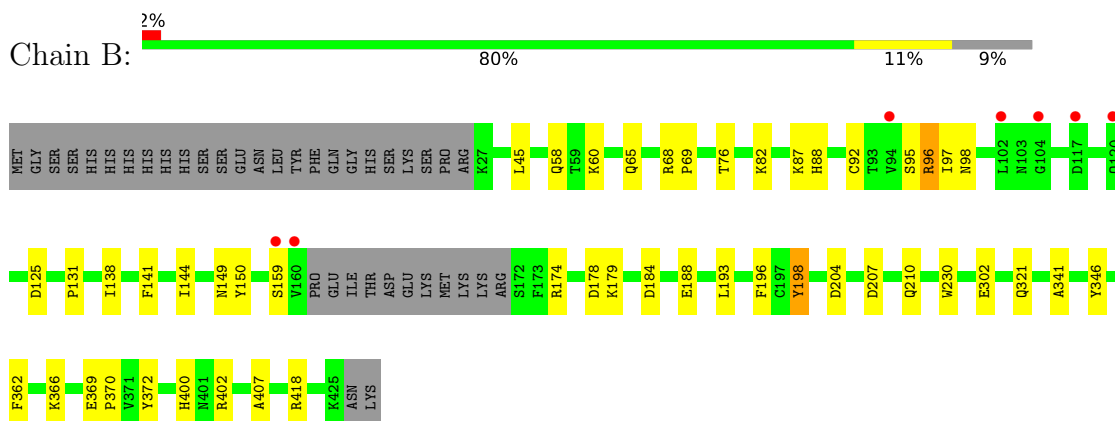 2%
Chain B:
80% 11% 9%
MET GLY SER SER HIS HIS HIS HIS HIS HIS SER SER GLU ASN LEU TYR PHE GLN GLY HIS SER LYS SER PRO ARG K27 L45 Q58 T59 K60 Q65 R68 P69 T76 K82 K87 H88 C92 T93 V94 S95 R96 I97 N98 L102 N103 G104 D117
D125 P131 I138 F141 I144 N149 Y150 S159 V160 PRO GLU ILE THR ASP GLU LYS MET LYS LYS ARG S172 F173 R174 D178 K179 D184 E188 L193 F196 C197 Y198 D204 D207 Q210 W230 E302 Q321 A341 Y346
F362 K366 E369 P370 V371 Y372 H400 N401 R402 A407 R418 K425 ASN LYS